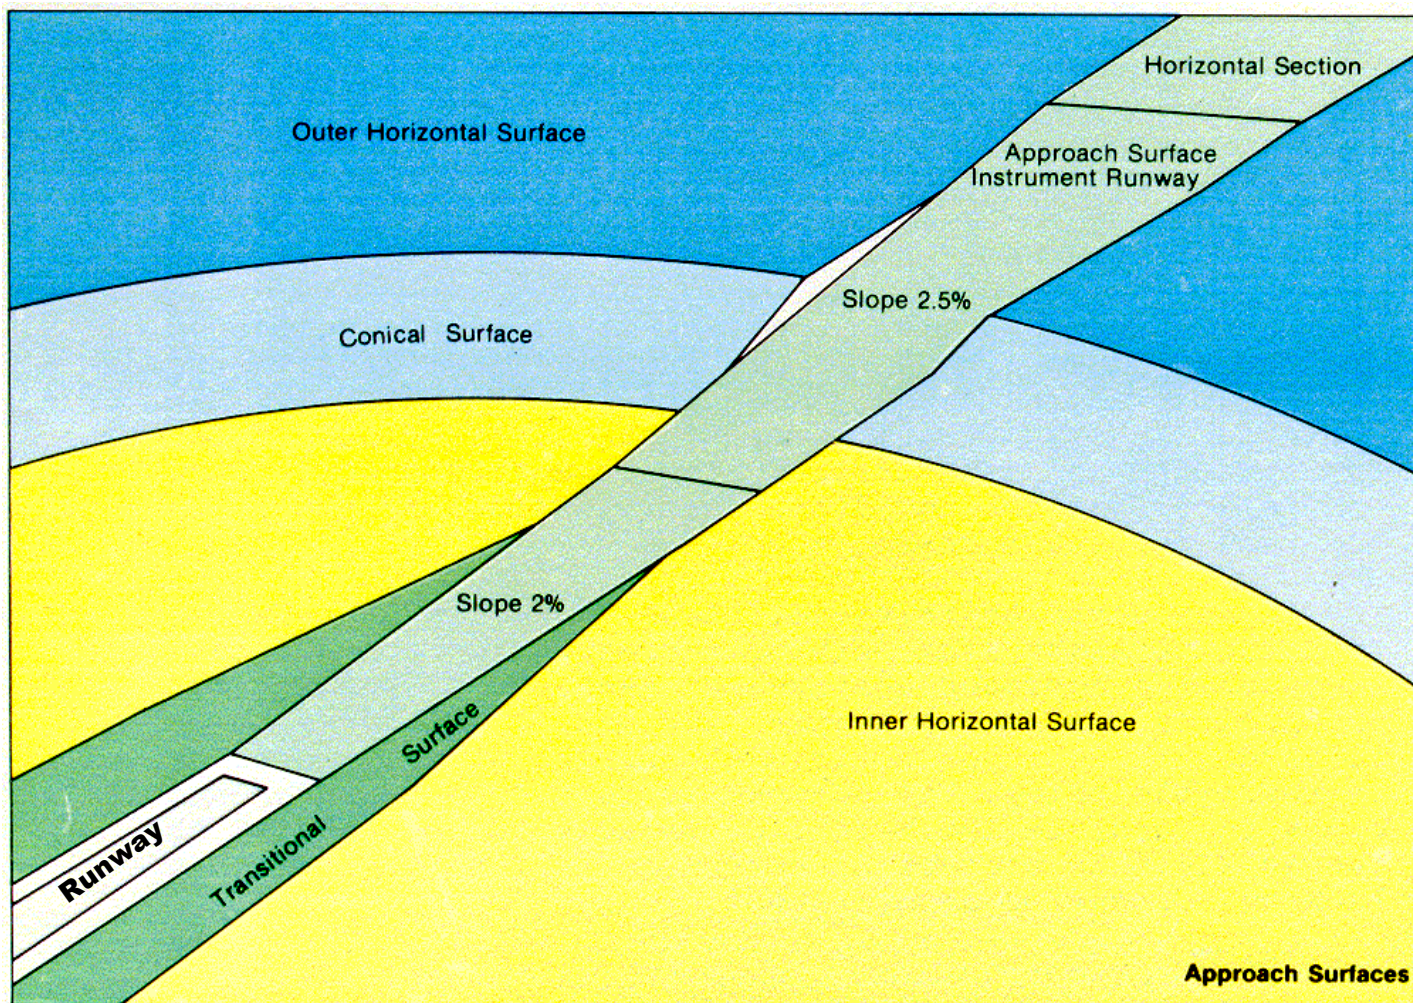 Horizontal Section
Outer Horizontal Surface
Approach Surface
Instrument Runway
Slope 2.5%
Conical Surface
Slope 2%
Inner Horizontal Surface
Transitional Surface
Runway
Approach Surfaces